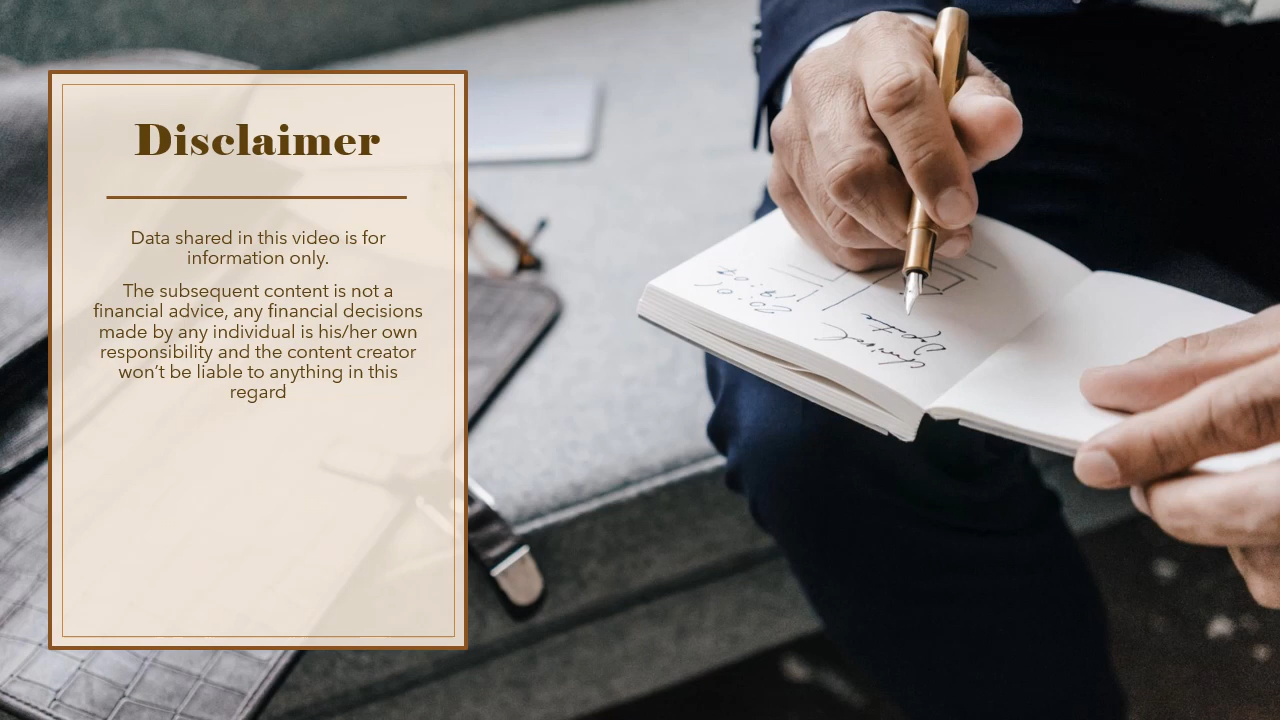 Disclaimer
Data shared in this video is for
information only.
The subsequent content is not a
financial advice, any financial decisions
made by any individual is his/her own
responsibility and the content creator
won't be liable to anything in this
regard